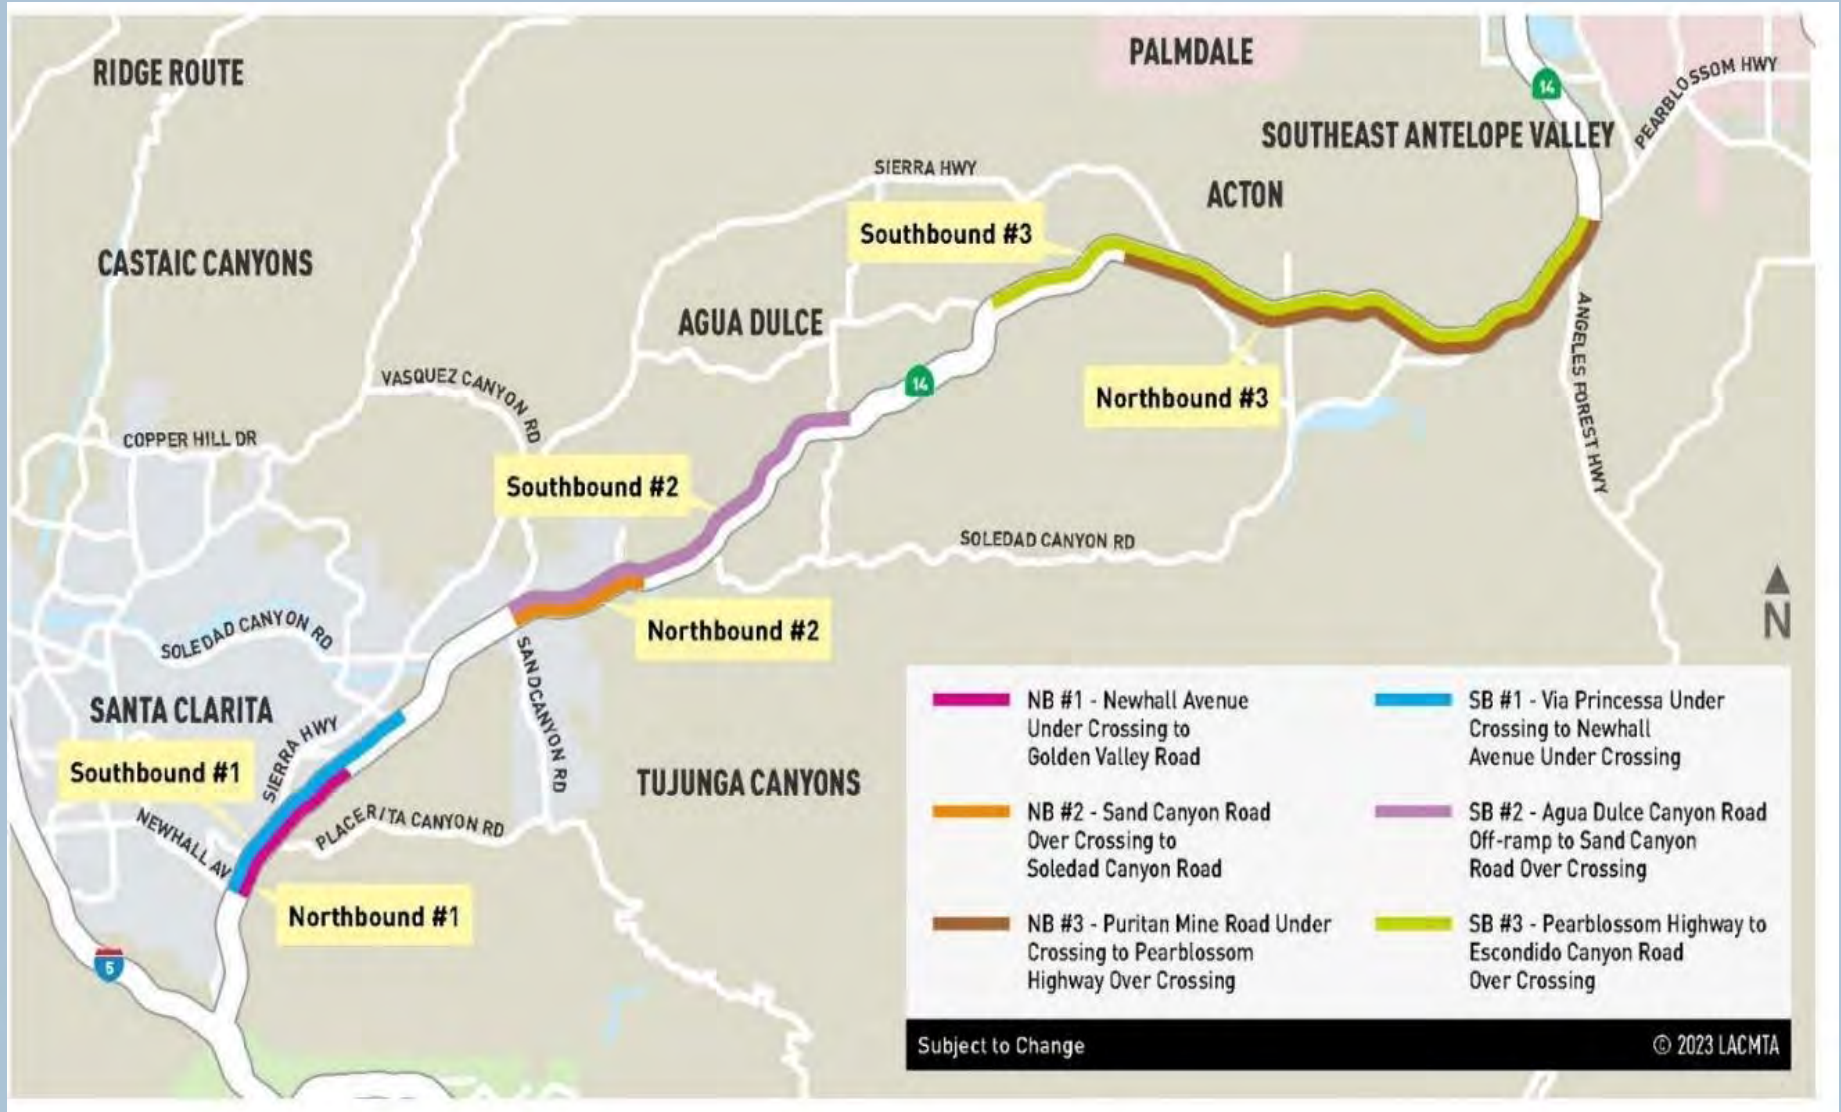 RIDGE ROUTE
PALMDALE
14
PEARBLOSSOM HWY
SOUTHEAST ANTELOPE VALLEY
SIERRA HWY
ACTON
Southbound #3
CASTAIC CANYONS
AGUA DULCE
14
ANGELES FOREST HWY
VASQUEZ CANYON RD
Northbound #3
COPPER HILL DR
Southbound #2
SOLEDAD CANYON RD
Northbound #2
SOLEDAD CANYON RD
SANDCANYON RD
N
SANTA CLARITA
SIERRA HWY
Southbound #1
TUJUNGA CANYONS
NEWHALL AV
PLACERITA CANYON RD
Northbound #1
5
NB #1 - Newhall Avenue
Under Crossing to
Golden Valley Road
SB #1 - Via Princessa Under
Crossing to Newhall
Avenue Under Crossing
NB #2 - Sand Canyon Road
Over Crossing to
Soledad Canyon Road
SB #2 - Agua Dulce Canyon Road
Off-ramp to Sand Canyon
Road Over Crossing
NB #3 - Puritan Mine Road Under
Crossing to Pearblossom
Highway Over Crossing
SB #3 - Pearblossom Highway to
Escondido Canyon Road
Over Crossing
Subject to Change
© 2023 LACMTA